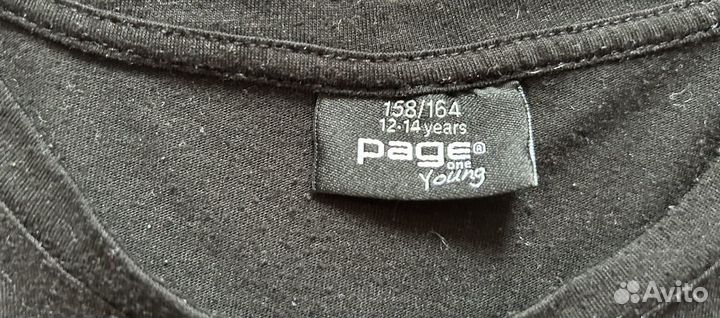 158/164
12-14 years
page®
one
Young
Avito